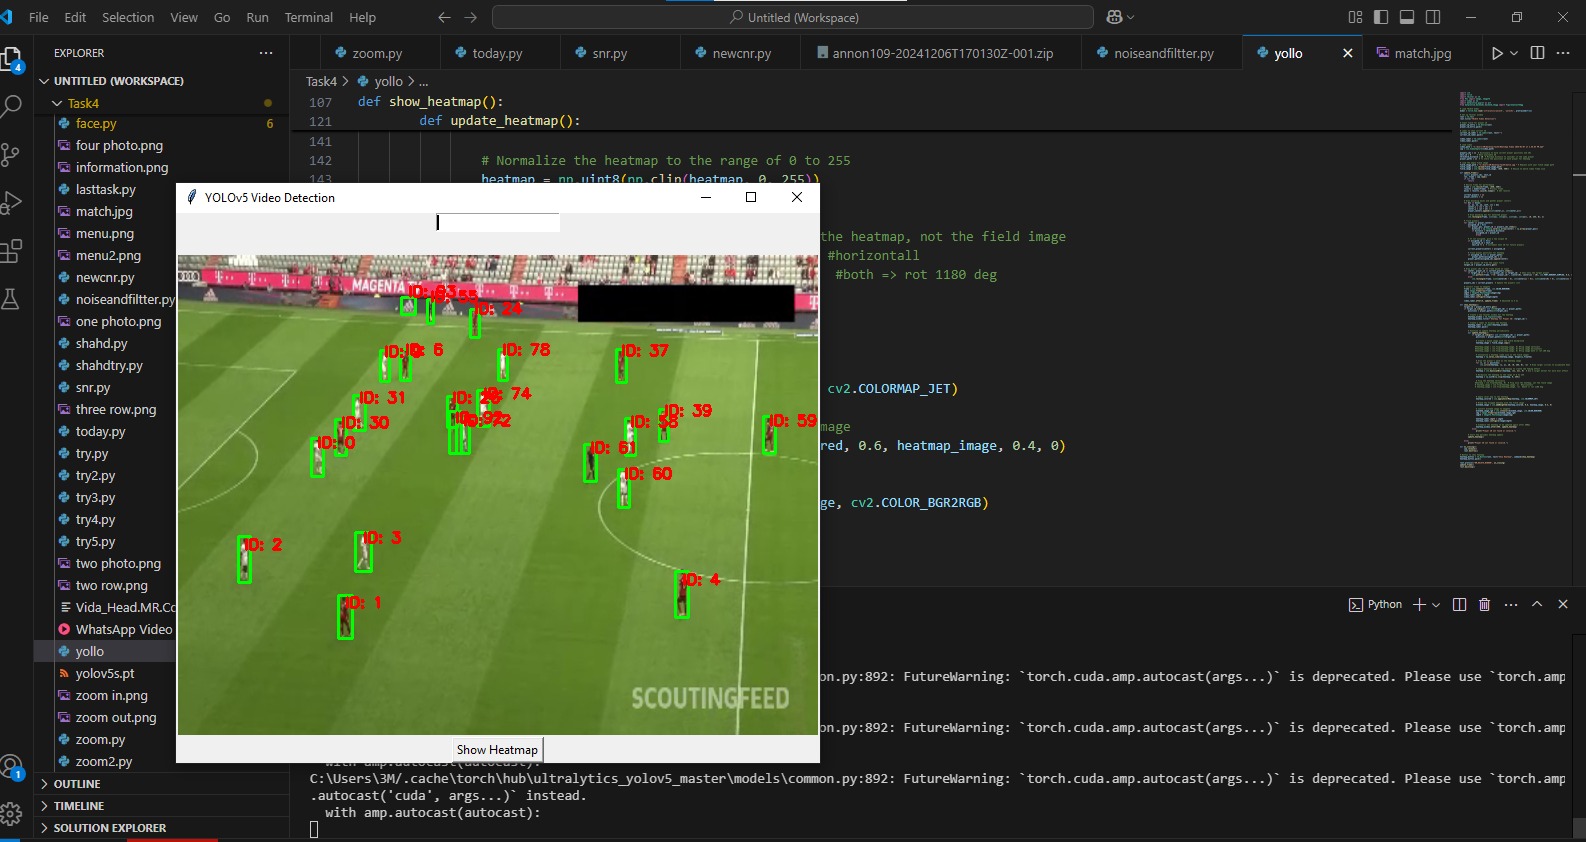 File Edit Selection View Go Run Terminal Help
Untitled (Workspace)
EXPLORER
zoom.py
today.py
snr.py
newcnr.py
annon109-20241206T170130Z-001.zip
noiseandfiltter.py
yollo
match.jpg
UNTITLED (WORKSPACE)
Task4
face.py 6
four photo.png
information.png
lasttask.py
match.jpg
menu.png
menu2.png
newcnr.py
noiseandfiltter.py
one photo.png
shahd.py
shahdtry.py
snr.py
three row.png
today.py
try.py
try2.py
try3.py
try4.py
try5.py
two photo.png
two row.png
Vida_Head.MR.Co
WhatsApp Video
yollo
yolov5s.pt
zoom in.png
zoom out.png
zoom.py
zoom2.py
OUTLINE
TIMELINE
SOLUTION EXPLORER
4
1
Task4 > yollo > ...
107 def show_heatmap():
121 def update_heatmap():
141
142 # Normalize the heatmap to the range of 0 to 255
143 heatmap = np.uint8(np.clip(heatmap, 0, 255))
the heatmap, not the field image
#horizontall
#both => rot 1180 deg
cv2.COLORMAP_JET)
mage
red, 0.6, heatmap_image, 0.4, 0)
ge, cv2.COLOR_BGR2RGB)
YOLOv5 Video Detection
MAGENTA
ID: 24
ID: 6
ID: 78
ID: 37
ID: 31
ID: 74
ID: 30
ID: 39
ID: 58
ID: 59
ID: 0
ID: 61
ID: 60
ID: 2
ID: 3
ID: 1
ID: 4
SCOUTINGFEED
Show Heatmap
Python
on.py:892: FutureWarning: `torch.cuda.amp.autocast(args...)` is deprecated. Please use `torch.amp
on.py:892: FutureWarning: `torch.cuda.amp.autocast(args...)` is deprecated. Please use `torch.amp
with amp.autocast(autocast):
C:\Users\3M/.cache\torch\hub\ultralytics_yolov5_master\models\common.py:892: FutureWarning: `torch.cuda.amp.autocast(args...)` is deprecated. Please use `torch.amp
.autocast('cuda', args...)` instead.
with amp.autocast(autocast):